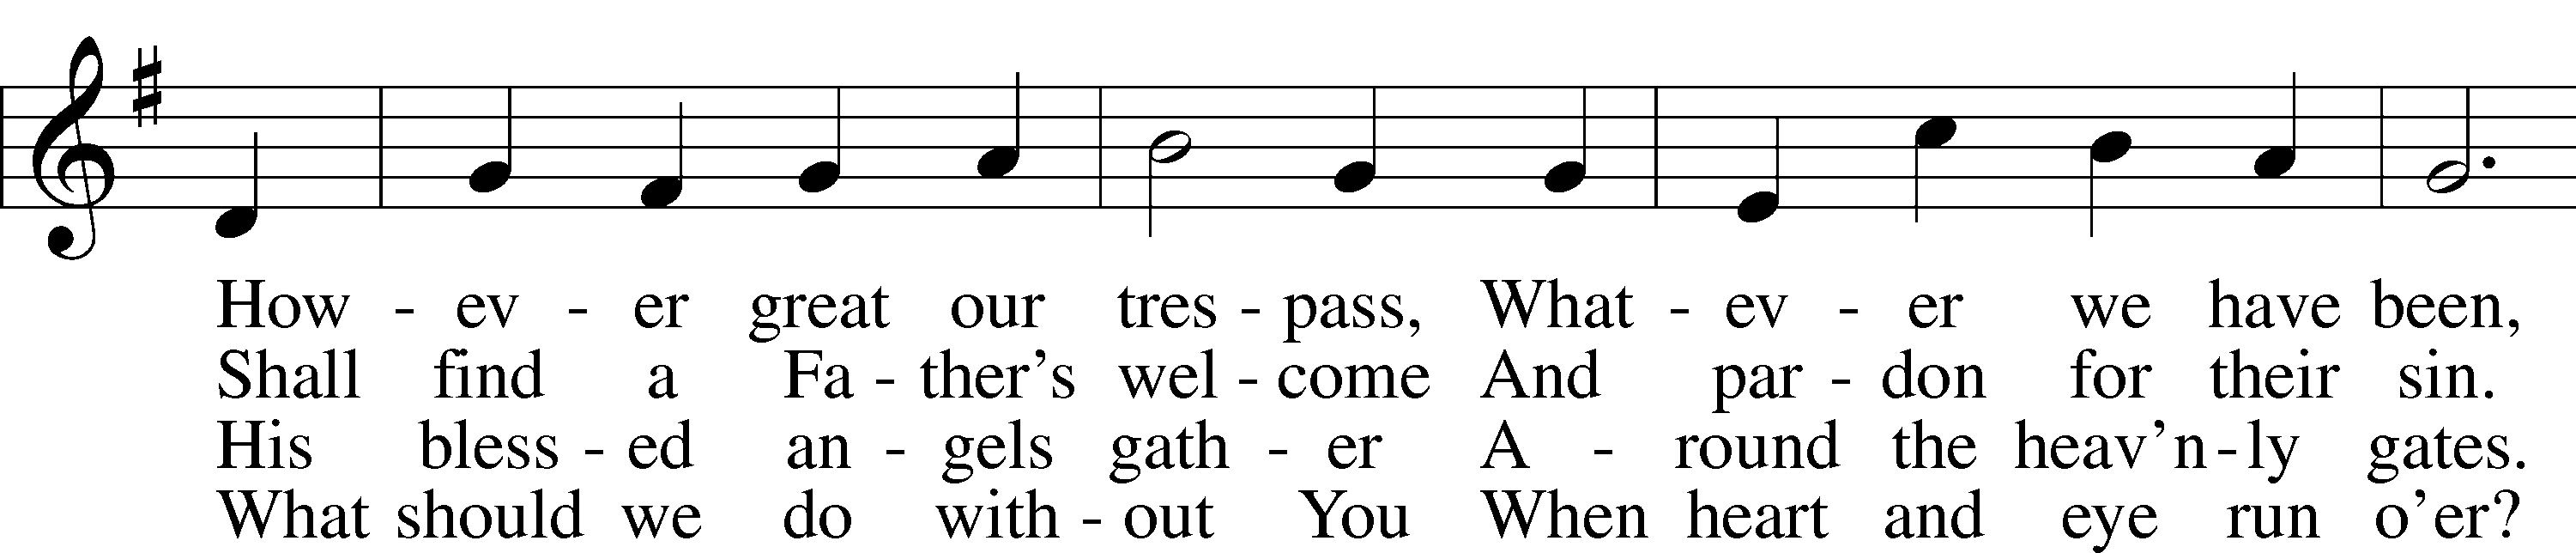 How - ev - er great our tres - pass, What - ev - er we have been,
Shall find a Fa - ther’s wel - come And par - don for their sin.
His bless - ed an - gels gath - er A - round the heav’n - ly gates.
What should we do with - out You When heart and eye run o’er?